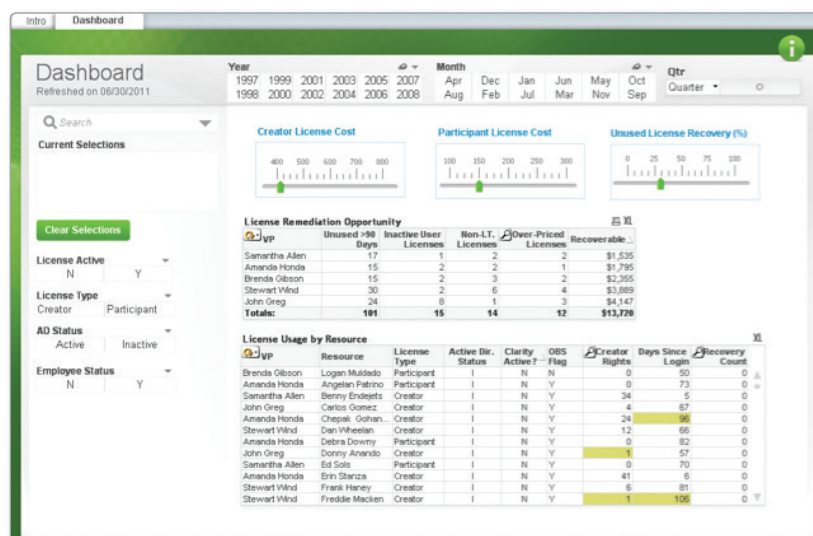 Intro Dashboard
Dashboard
Refreshed on 06/30/2011
Year
1997 1999 2001 2003 2005 2007
1998 2000 2002 2004 2006 2008
Month
Apr Dec Jan Jun May Oct
Aug Feb Jul Mar Nov Sep
Qtr
Quarter
i
Search
Current Selections
Clear Selections
License Active
N Y
License Type
Creator Participant
AD Status
Active Inactive
Employee Status
N Y
Creator License Cost
400 500 600 700 800
Participant License Cost
100 150 200 250 300
Unused License Recovery (%)
0 25 50 75 100
License Remediation Opportunity XL
VP Unused >90 Days Inactive User Licenses Non-I.T. Licenses Over-Priced Licenses Recoverable
Samantha Allen 17 1 2 2 $1,535
Amanda Honda 15 2 2 1 $1,795
Brenda Gibson 15 2 3 2 $2,355
Stewart Wind 30 2 6 4 $3,889
John Greg 24 8 1 3 $4,147
Totals: 101 15 14 12 $13,720
License Usage by Resource XL
VP Resource License Type Active Dir. Status Clarity Active? OBS Flag Creator Rights Days Since Login Recovery Count
Brenda Gibson Logan Muldado Participant I N N 0 50 0
Amanda Honda Angelan Patrino Participant I N Y 0 73 0
Samantha Allen Benny Endejets Creator I N Y 34 5 0
John Greg Carlos Gomez Creator I N Y 4 67 0
Amanda Honda Chepak Gohan... Creator I N Y 24 96 0
Stewart Wind Dan Wheelan Creator I N Y 12 66 0
Amanda Honda Debra Downy Participant I N Y 0 82 0
John Greg Donny Anando Creator I N Y 1 57 0
Samantha Allen Ed Sols Participant I N Y 0 70 0
Amanda Honda Erin Stanza Creator I N Y 41 6 0
Stewart Wind Frank Haney Creator I N Y 6 81 0
Stewart Wind Freddie Macken Creator I N Y 1 106 0